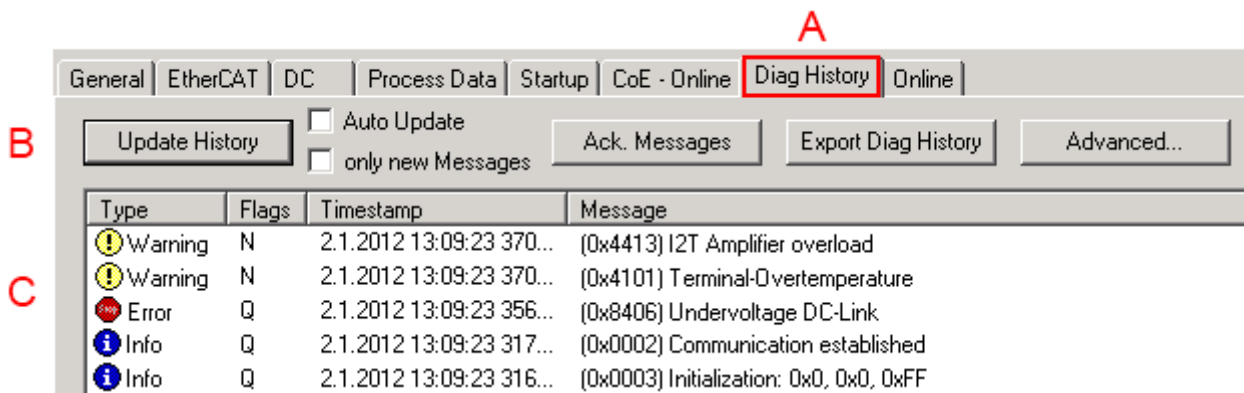 A
General EtherCAT DC Process Data Startup CoE - Online Diag History Online
B
Update History Auto Update Ack. Messages Export Diag History Advanced...
only new Messages
Type Flags Timestamp Message
Warning N 2.1.2012 13:09:23 370... (0x4413) I2T Amplifier overload
Warning N 2.1.2012 13:09:23 370... (0x4101) Terminal-Overtemperature
C
Stop Error Q 2.1.2012 13:09:23 356... (0x8406) Undervoltage DC-Link
Info Q 2.1.2012 13:09:23 317... (0x0002) Communication established
Info Q 2.1.2012 13:09:23 316... (0x0003) Initialization: 0x0, 0x0, 0xFF